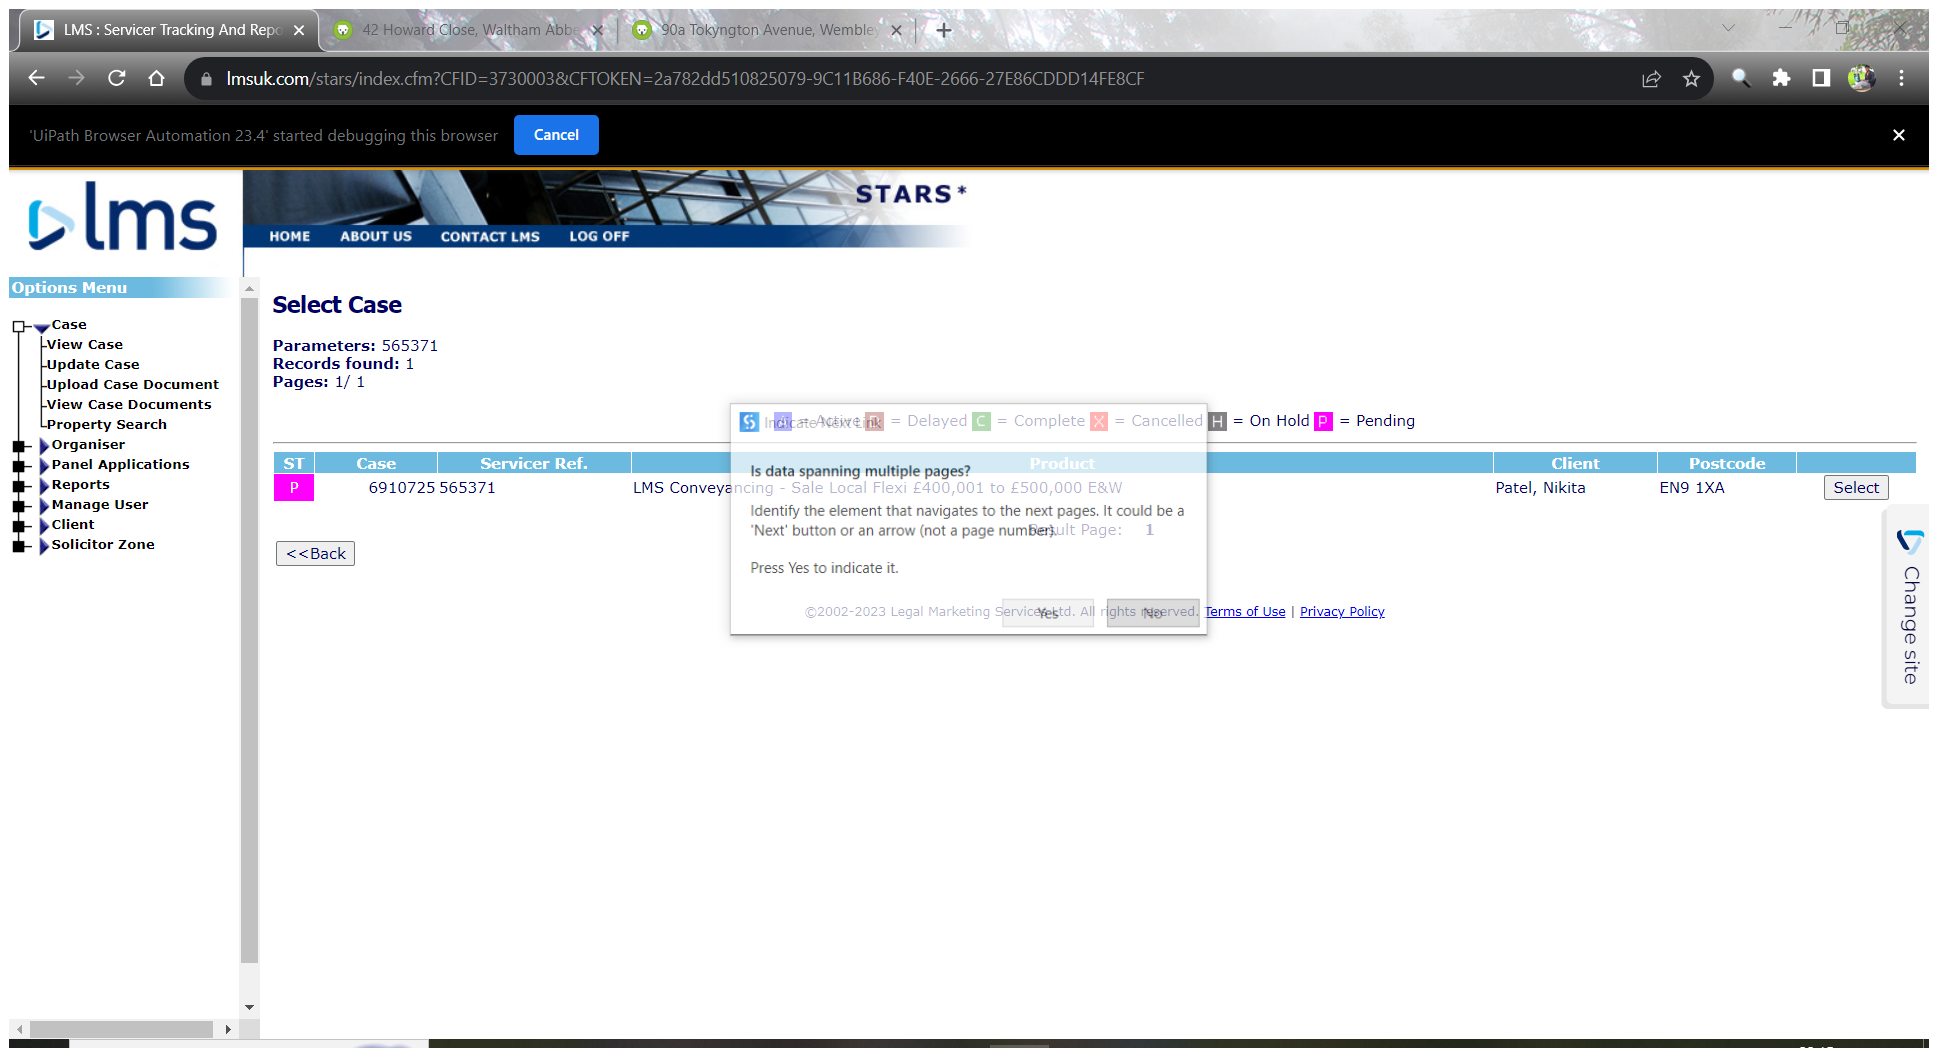 LMS : Servicer Tracking And Repo
42 Howard Close, Waltham Abbe
90a Tokyngton Avenue, Wembley
lmsuk.com/stars/index.cfm?CFID=3730003&CFTOKEN=2a782dd510825079-9C11B686-F40E-2666-27E86CDDD14FE8CF
'UiPath Browser Automation 23.4' started debugging this browser
Cancel
lms
STARS*
HOME ABOUT US CONTACT LMS LOG OFF
Options Menu
Case
View Case
Update Case
Upload Case Document
View Case Documents
Property Search
Organiser
Panel Applications
Reports
Manage User
Client
Solicitor Zone
Select Case
Parameters: 565371
Records found: 1
Pages: 1/ 1
= Active = Delayed C = Complete X = Cancelled H = On Hold P = Pending
Indicate Next Link
ST Case Servicer Ref. Product Client Postcode
P 6910725 565371 LMS Conveyancing - Sale Local Flexi £400,001 to £500,000 E&W Patel, Nikita EN9 1XA Select
Is data spanning multiple pages?
Identify the element that navigates to the next pages. It could be a
'Next' button or an arrow (not a page number).
Press Yes to indicate it.
Yes No
Result Page: 1
<<Back
©2002-2023 Legal Marketing Services Ltd. All rights reserved. Terms of Use | Privacy Policy
Change site